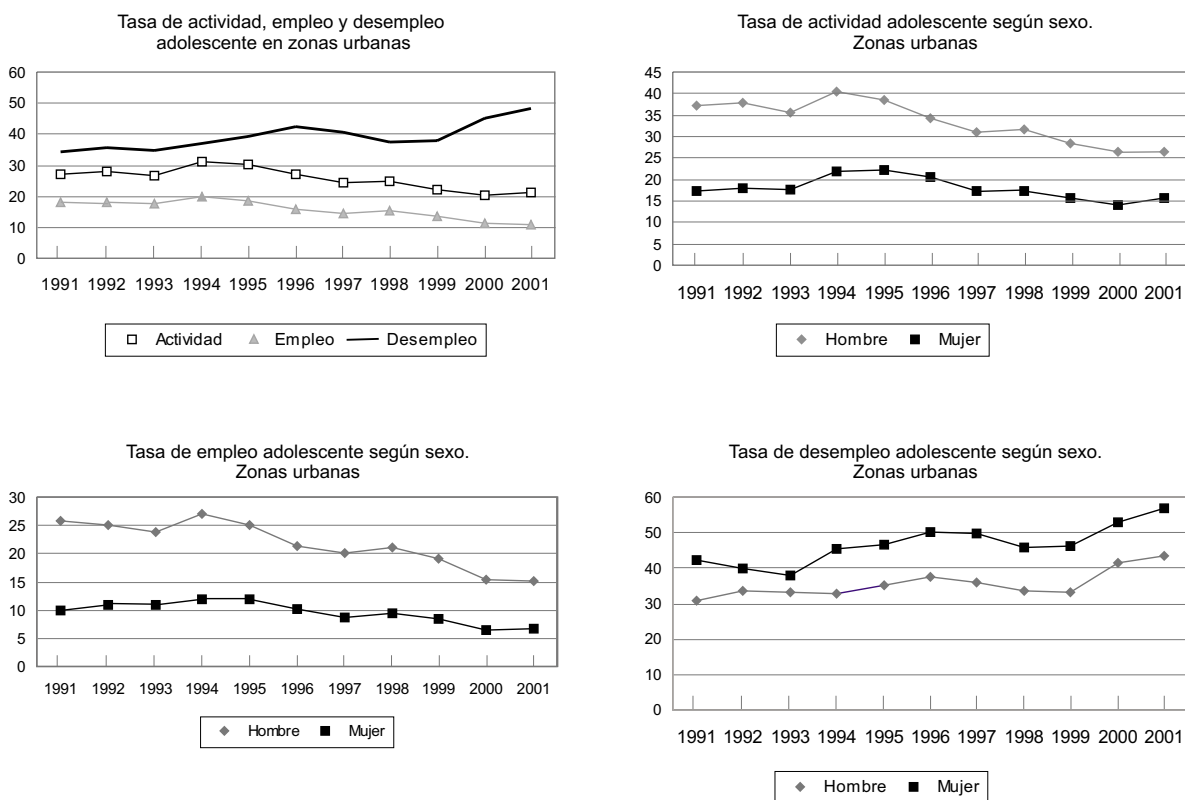 Tasa de actividad, empleo y desempleo
adolescente en zonas urbanas
60
50
40
30
20
10
0
1991 1992 1993 1994 1995 1996 1997 1998 1999 2000 2001
Actividad Empleo Desempleo
Tasa de actividad adolescente según sexo.
Zonas urbanas
45
40
35
30
25
20
15
10
5
0
1991 1992 1993 1994 1995 1996 1997 1998 1999 2000 2001
Hombre Mujer
Tasa de empleo adolescente según sexo.
Zonas urbanas
30
25
20
15
10
5
0
1991 1992 1993 1994 1995 1996 1997 1998 1999 2000 2001
Hombre Mujer
Tasa de desempleo adolescente según sexo.
Zonas urbanas
60
50
40
30
20
10
0
1991 1992 1993 1994 1995 1996 1997 1998 1999 2000 2001
Hombre Mujer